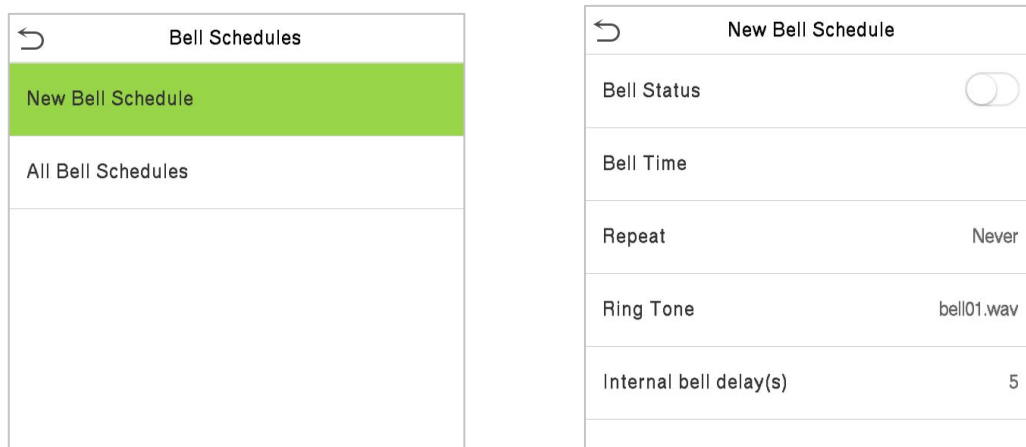 Bell Schedules
New Bell Schedule
All Bell Schedules
New Bell Schedule
Bell Status
Bell Time
Repeat Never
Ring Tone bell01.wav
Internal bell delay(s) 5